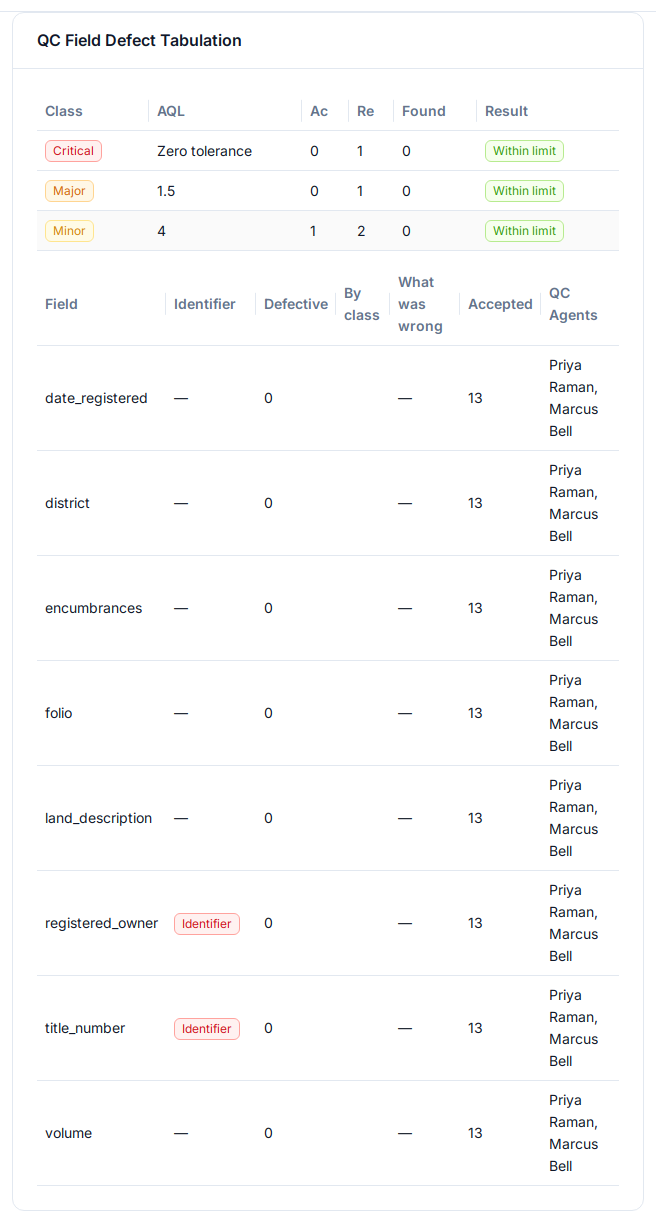 QC Field Defect Tabulation
Class AQL Ac Re Found Result
Critical Zero tolerance 0 1 0 Within limit
Major 1.5 0 1 0 Within limit
Minor 4 1 2 0 Within limit
Field Identifier Defective By class What was wrong Accepted QC Agents
date_registered — 0 — 13 Priya Raman, Marcus Bell
district — 0 — 13 Priya Raman, Marcus Bell
encumbrances — 0 — 13 Priya Raman, Marcus Bell
folio — 0 — 13 Priya Raman, Marcus Bell
land_description — 0 — 13 Priya Raman, Marcus Bell
registered_owner Identifier 0 — 13 Priya Raman, Marcus Bell
title_number Identifier 0 — 13 Priya Raman, Marcus Bell
volume — 0 — 13 Priya Raman, Marcus Bell